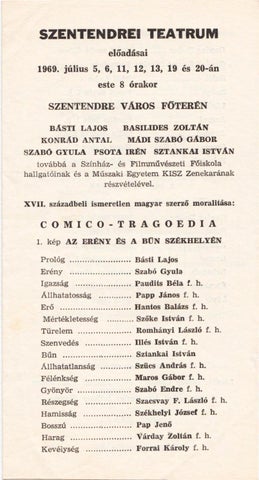 SZENTENDREI TEATRUM
előadásai
1969. július 5, 6, 11, 12, 13, 19 és 20-án
este 8 órakor
SZENTENDRE VÁROS FŐTERÉN
BÁSTI LAJOS BASILIDES ZOLTÁN
KONRÁD ANTAL MÁDI SZABÓ GÁBOR
SZABÓ GYULA PSOTA IRÉN SZTANKAI ISTVÁN
továbbá a Színház- és Filmművészeti Főiskola
hallgatóinak és a Műszaki Egyetem KISZ Zenekarának
részvételével.
XVII. századbeli ismeretlen magyar szerző moralitása:
COMICO-TRAGOEDIA
1. kép AZ ERÉNY ÉS A BŰN SZÉKHELYÉN
Prológ Básti Lajos
Erény Szabó Gyula
Igazság Paudits Béla f. h.
Állhatatosság Papp János f. h.
Erő Hantos Balázs f. h.
Mértékletesség Szőke István f. h.
Türelem Romhányi László f. h.
Szenvedés Illés István f. h.
Bűn Sztankai István
Állhatatlanság Szűcs András f. h.
Félénkség Maros Gábor f. h.
Gyönyör Szabó Endre f. h.
Részegség Szacsvay F. László f. h.
Hamisság Székhelyi József f. h.
Bosszú Pap Jenő
Harag Várday Zoltán f. h.
Kevélység Forrai Károly f. h.